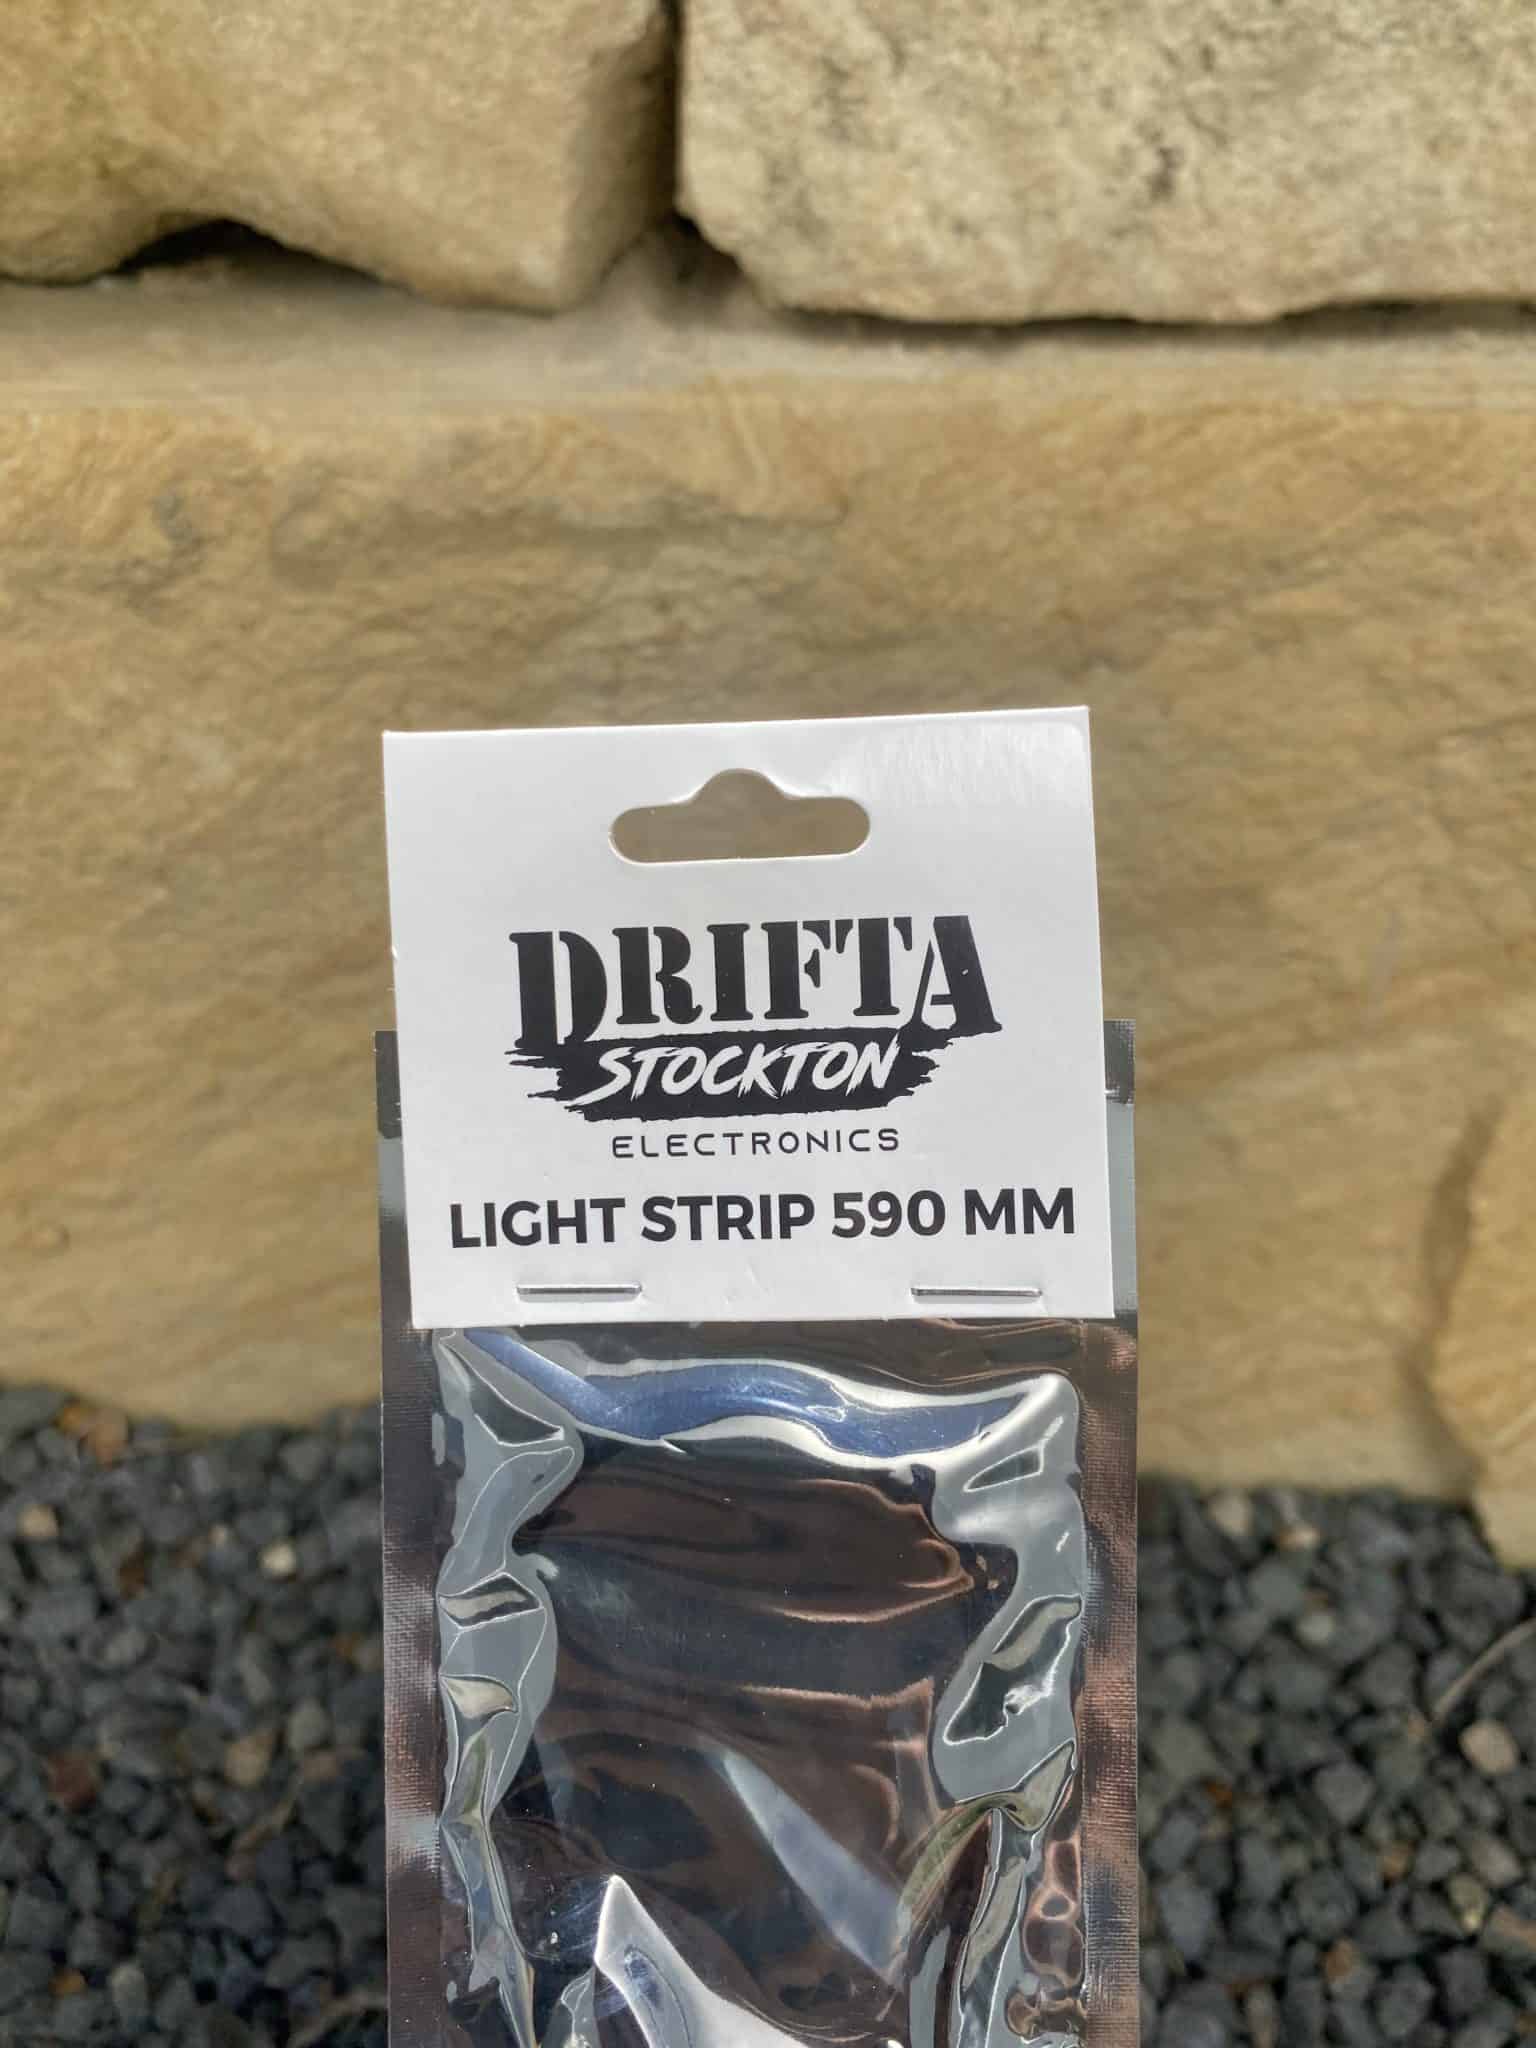 DRIFTA
STOCKTON
ELECTRONICS
LIGHT STRIP 590 MM